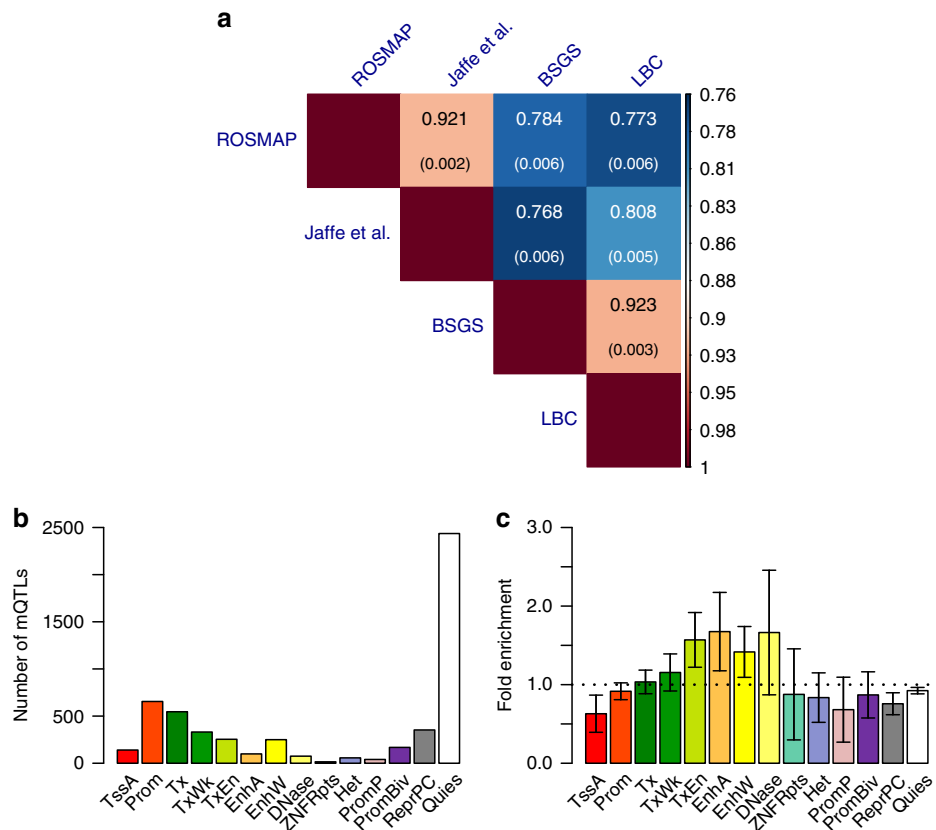 a
ROSMAP
Jaffe et al.
BSGS
LBC
ROSMAP
0.921
0.784
0.773
(0.002)
(0.006)
(0.006)
Jaffe et al.
0.768
0.808
(0.006)
(0.005)
BSGS
0.923
(0.003)
LBC
0.76
0.78
0.81
0.83
0.86
0.88
0.9
0.93
0.95
0.98
1
b
Number of mQTLs
2500
1500
500
0
TssA
Prom
Tx
TxWk
TxEn
EnhA
EnhW
DNase
ZNFRpts
Het
PromP
PromBiv
ReprPC
Quies
c
Fold enrichment
3.0
2.0
1.0
0.0
TssA
Prom
Tx
TxWk
TxEn
EnhA
EnhW
DNase
ZNFRpts
Het
PromP
PromBiv
ReprPC
Quies